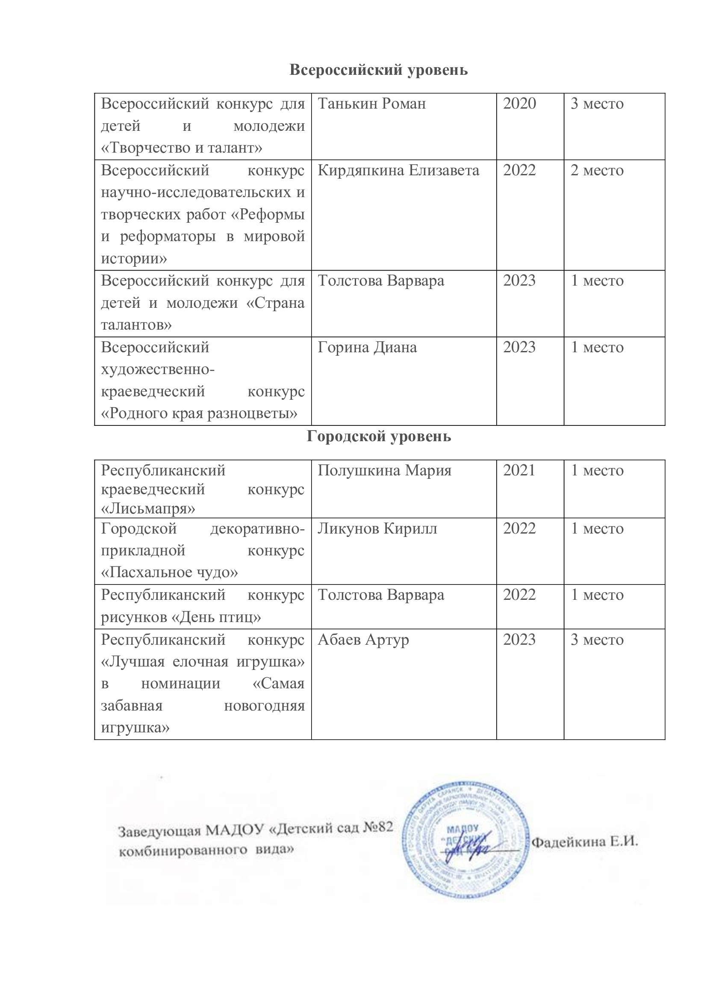 Всероссийский уровень
Всероссийский конкурс для Танькин Роман 2020 3 место
детей и молодежи
«Творчество и талант»
Всероссийский конкурс Кирдяпкина Елизавета 2022 2 место
научно-исследовательских и
творческих работ «Реформы
и реформаторы в мировой
истории»
Всероссийский конкурс для Толстова Варвара 2023 1 место
детей и молодежи «Страна
талантов»
Всероссийский Горина Диана 2023 1 место
художественно-
краеведческий конкурс
«Родного края разноцветы»
Городской уровень
Республиканский Полушкина Мария 2021 1 место
краеведческий конкурс
«Лисьмапря»
Городской декоративно- Ликунов Кирилл 2022 1 место
прикладной конкурс
«Пасхальное чудо»
Республиканский конкурс Толстова Варвара 2022 1 место
рисунков «День птиц»
Республиканский конкурс Абаев Артур 2023 3 место
«Лучшая елочная игрушка»
в номинации «Самая
забавная новогодняя
игрушка»
Заведующая МАДОУ «Детский сад №82
комбинированного вида»
МАДОУ
"ДЕТСКИЙ
Фадейкина Е.И.